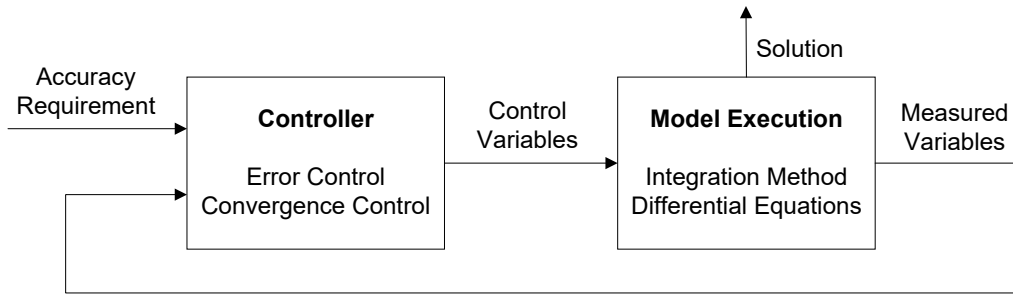 Accuracy
Requirement
Controller
Error Control
Convergence Control
Control
Variables
Solution
Model Execution
Integration Method
Differential Equations
Measured
Variables